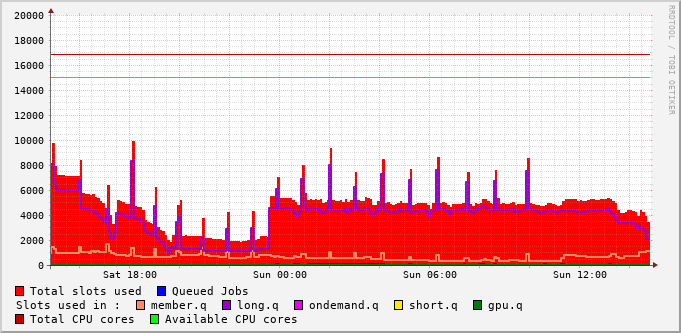 20000
18000
16000
14000
12000
10000
8000
6000
4000
2000
0
Sat 18:00 Sun 00:00 Sun 06:00 Sun 12:00
RRDTOOL / TOBI OETIKER
Total slots used Queued Jobs
Slots used in : member.q long.q ondemand.q short.q gpu.q
Total CPU cores Available CPU cores